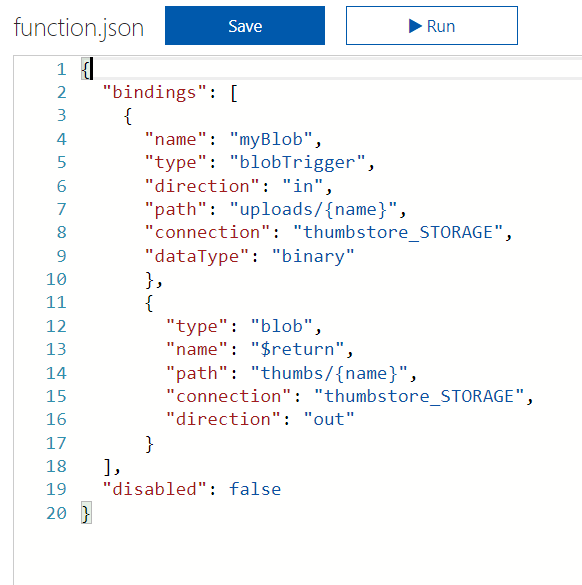 function.json Save Run
1 {
2   "bindings": [
3     {
4       "name": "myBlob",
5       "type": "blobTrigger",
6       "direction": "in",
7       "path": "uploads/{name}",
8       "connection": "thumbstore_STORAGE",
9       "dataType": "binary"
10       },
11       {
12         "type": "blob",
13         "name": "$return",
14         "path": "thumbs/{name}",
15         "connection": "thumbstore_STORAGE",
16         "direction": "out"
17       }
18   ],
19   "disabled": false
20 }